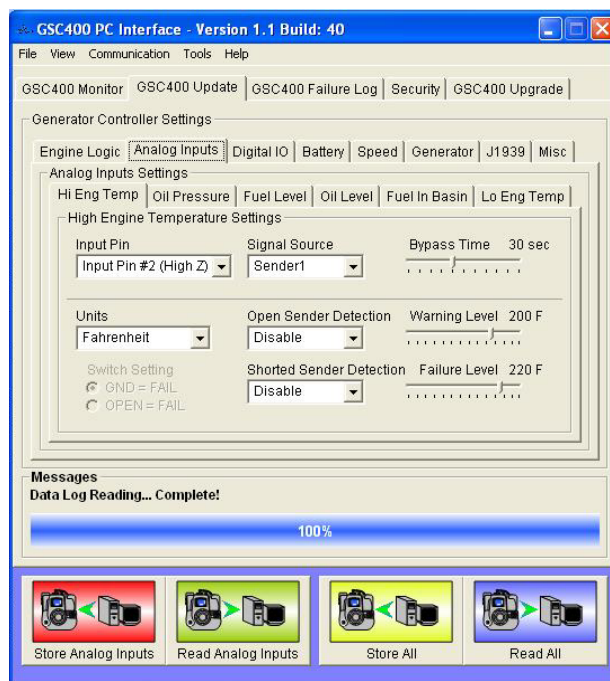 GSC400 PC Interface - Version 1.1 Build: 40
File View Communication Tools Help
GSC400 Monitor GSC400 Update GSC400 Failure Log Security GSC400 Upgrade
Generator Controller Settings
Engine Logic Analog Inputs Digital IO Battery Speed Generator J1939 Misc
Analog Inputs Settings
Hi Eng Temp Oil Pressure Fuel Level Oil Level Fuel In Basin Lo Eng Temp
High Engine Temperature Settings
Input Pin Signal Source Bypass Time 30 sec
Input Pin #2 (High Z) Sender1
Units Open Sender Detection Warning Level 200 F
Fahrenheit Disable
Switch Setting Shorted Sender Detection Failure Level 220 F
GND = FAIL Disable
OPEN = FAIL
Messages
Data Log Reading... Complete!
100%
Store Analog Inputs Read Analog Inputs Store All Read All